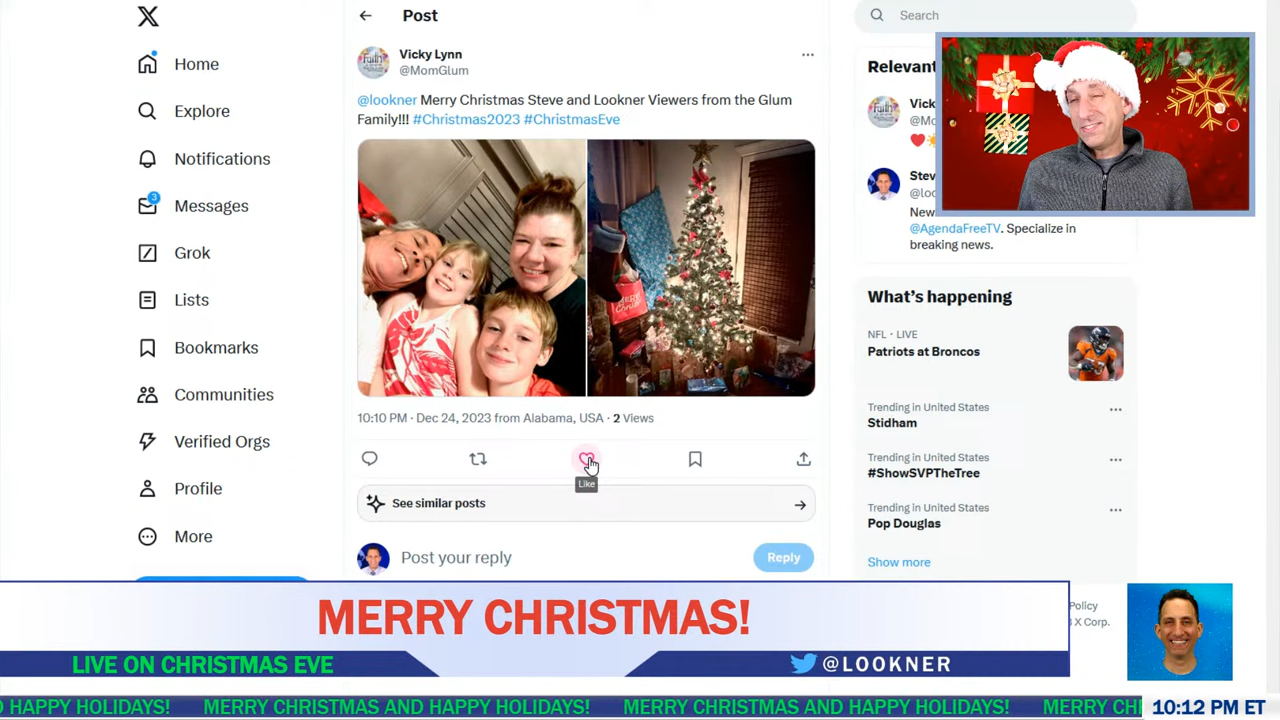 Post
Search
Home
Explore
Notifications
3
Messages
Grok
Lists
Bookmarks
Communities
Verified Orgs
Profile
More
Vicky Lynn
@MomGlum
@lookner Merry Christmas Steve and Lookner Viewers from the Glum
Family!!! #Christmas2023 #ChristmasEve
10:10 PM · Dec 24, 2023 from Alabama, USA · 2 Views
Like
See similar posts
Post your reply
Reply
Relevan
Vick
@Mo
Stev
@loo
New
@AgendaFreeTV. Specialize in
breaking news.
What's happening
NFL · LIVE
Patriots at Broncos
Trending in United States
Stidham
Trending in United States
#ShowSVPTheTree
Trending in United States
Pop Douglas
Show more
Policy
X Corp.
MERRY CHRISTMAS!
LIVE ON CHRISTMAS EVE
@LOOKNER
HAPPY HOLIDAYS! MERRY CHRISTMAS AND HAPPY HOLIDAYS! MERRY CHRISTMAS AND HAPPY HOLIDAYS! MERRY CH
10:12 PM ET